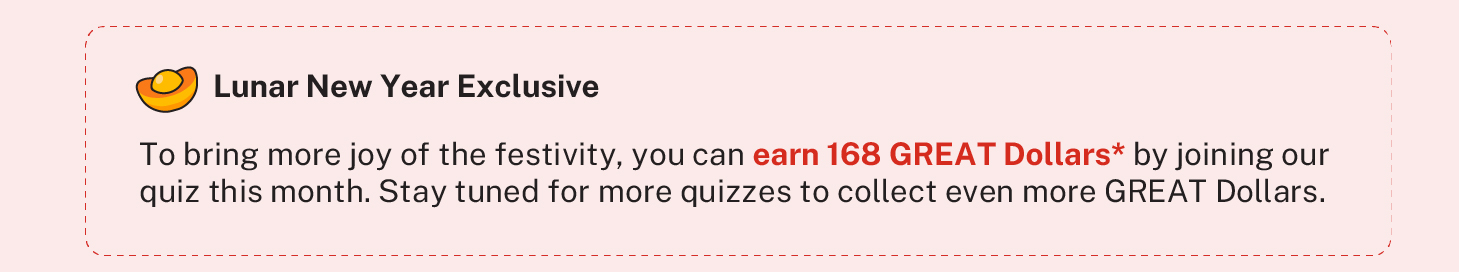 Lunar New Year Exclusive
To bring more joy of the festivity, you can earn 168 GREAT Dollars* by joining our
quiz this month. Stay tuned for more quizzes to collect even more GREAT Dollars.